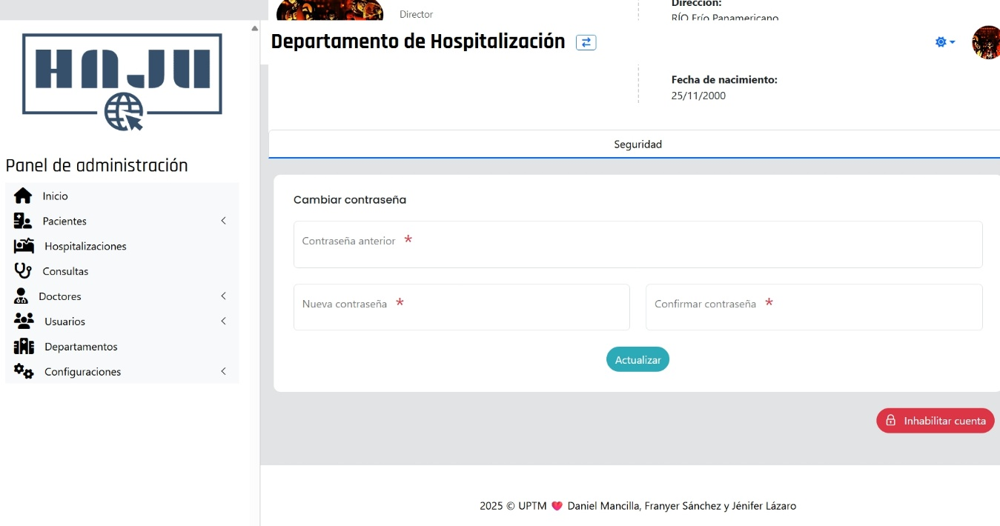 Director
Dirección:
RÍO Frío Panamericano
HNJU
Departamento de Hospitalización
Fecha de nacimiento:
25/11/2000
Seguridad
Panel de administración
Inicio
Pacientes
Hospitalizaciones
Consultas
Doctores
Usuarios
Departamentos
Configuraciones
Cambiar contraseña
Contraseña anterior *
Nueva contraseña *
Confirmar contraseña *
Actualizar
Inhabilitar cuenta
2025 © UPTM 💔 Daniel Mancilla, Franyer Sánchez y Jénifer Lázaro